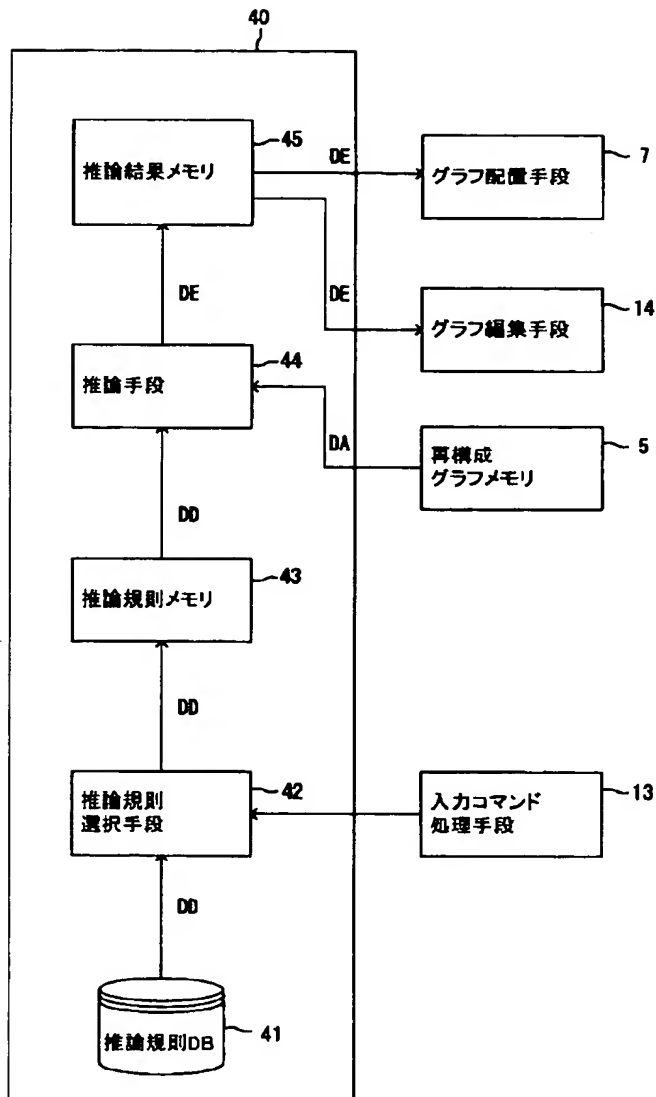 40
推論結果メモリ
45
DE
グラフ配置手段
7
DE
DE
グラフ編集手段
14
推論手段
44
DA
再構成
グラフメモリ
5
DD
推論規則メモリ
43
DD
推論規則
選択手段
42
入力コマンド
処理手段
13
DD
推論規則DB
41